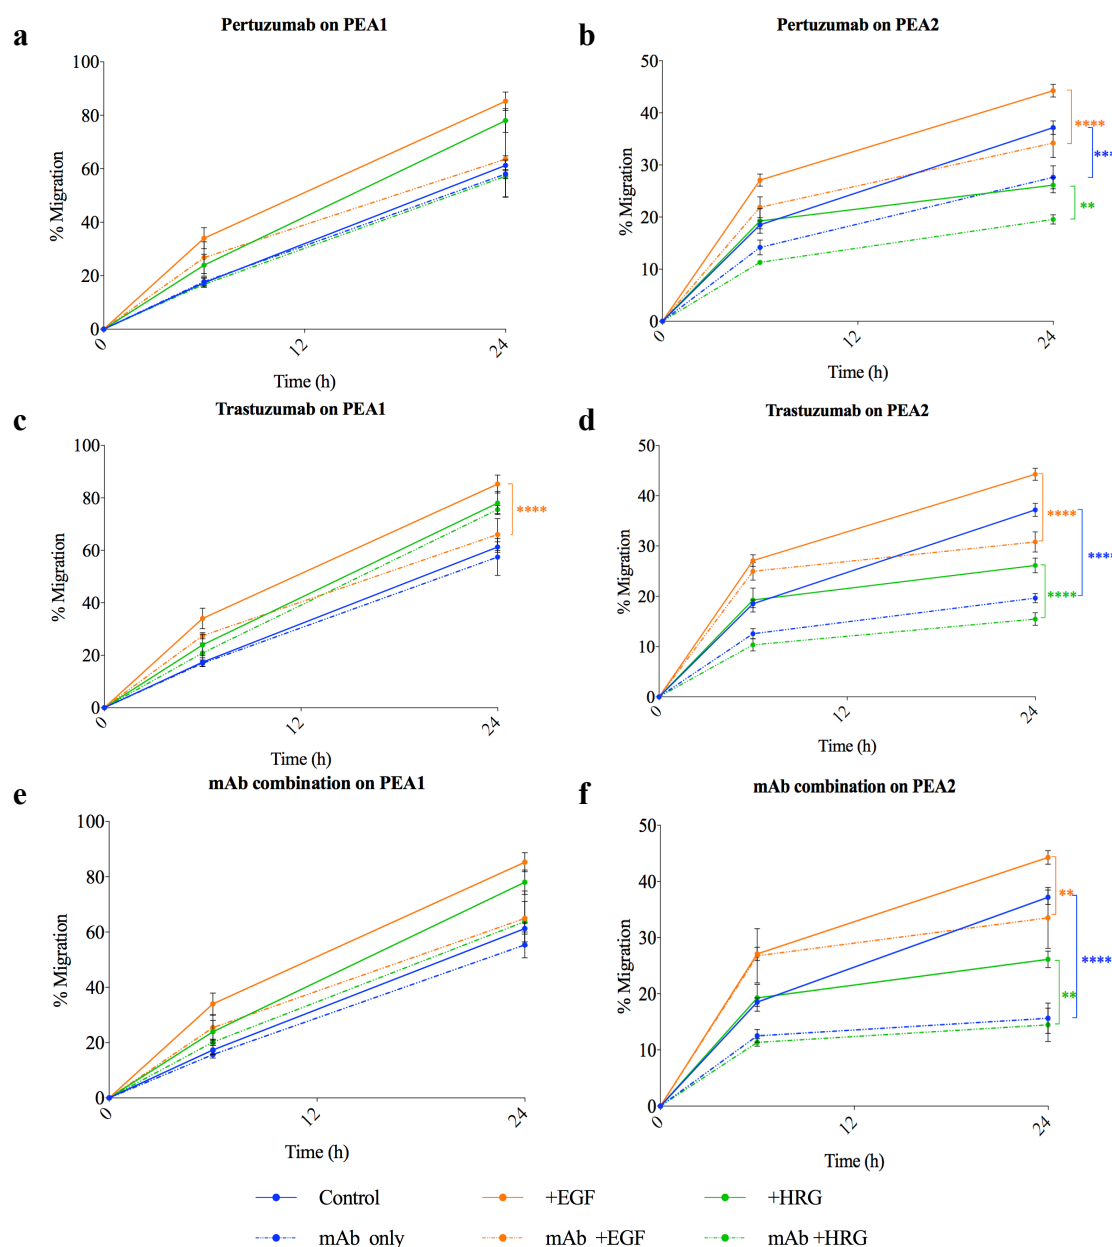 a
Pertuzumab on PEA1
100
80
60
40
20
0
% Migration
0
12
24
Time (h)
b
Pertuzumab on PEA2
50
40
30
20
10
0
% Migration
0
12
24
Time (h)
****
***
**
c
Trastuzumab on PEA1
100
80
60
40
20
0
% Migration
0
12
24
Time (h)
****
d
Trastuzumab on PEA2
50
40
30
20
10
0
% Migration
0
12
24
Time (h)
****
****
****
e
mAb combination on PEA1
100
80
60
40
20
0
% Migration
0
12
24
Time (h)
f
mAb combination on PEA2
50
40
30
20
10
0
% Migration
0
12
24
Time (h)
**
****
**
Control
+EGF
+HRG
mAb only
mAb +EGF
mAb +HRG